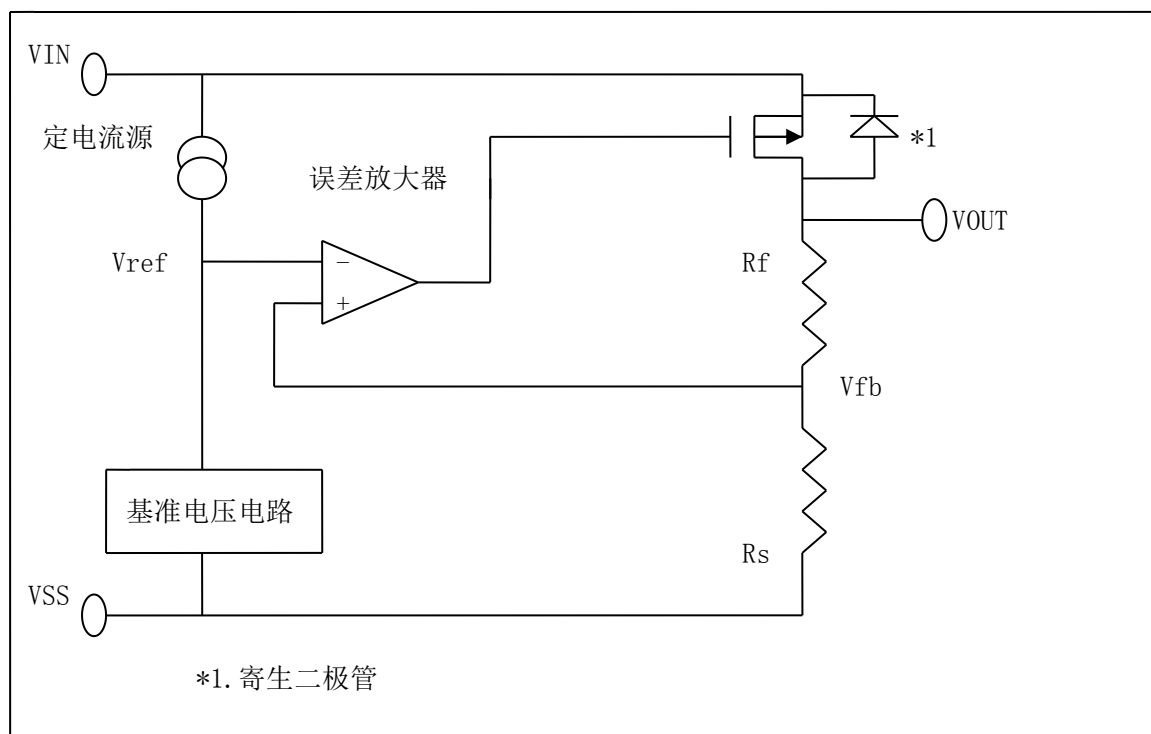 VIN
定电流源
*1
误差放大器
VOUT
Vref
Rf
−
+
Vfb
基准电压电路
Rs
VSS
*1.寄生二极管